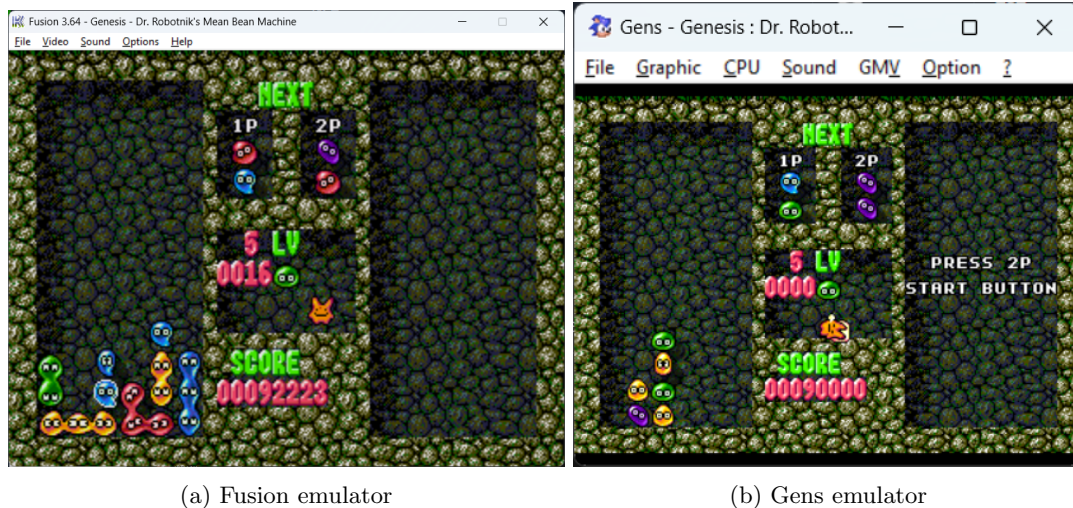 Fusion 3.64 - Genesis - Dr. Robotnik's Mean Bean Machine
File Video Sound Options Help
NEXT
1P 2P
5 LV
0016
SCORE
00092223
(a) Fusion emulator
Gens - Genesis : Dr. Robot...
File Graphic CPU Sound GMV Option ?
NEXT
1P 2P
5 LV
0000
PRESS 2P
START BUTTON
SCORE
00090000
(b) Gens emulator